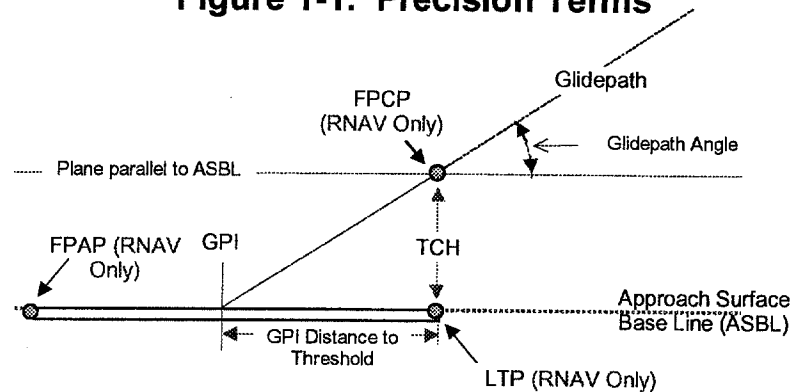 Figure 1-1. Precision Terms
Glidepath
FPCP
(RNAV Only)
Glidepath Angle
Plane parallel to ASBL
FPAP (RNAV
Only)
GPI
TCH
Approach Surface
Base Line (ASBL)
GPI Distance to
Threshold
LTP (RNAV Only)